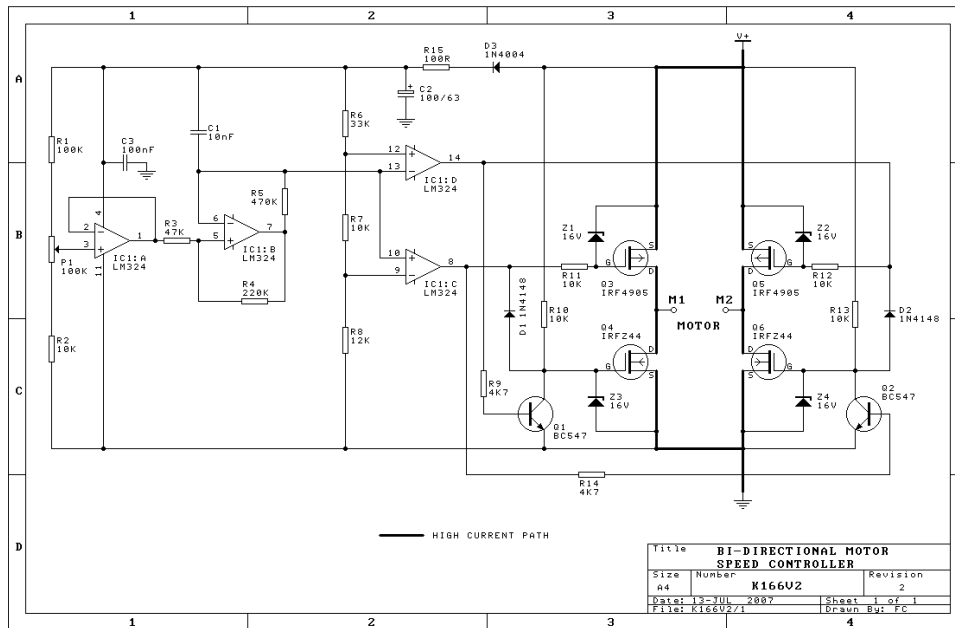 1 2 3 4
A
B
C
D
V+
R15
100R
D3
1N4004
C2
100/63
+
R6
33K
R1
100K
C3
100nF
C1
10nF
12
13
14
IC1:D
LM324
R5
470K
4
2
3
1
11
P1
100K
IC1:A
LM324
R3
47K
6
5
7
IC1:B
LM324
R4
220K
R7
10K
10
9
8
IC1:C
LM324
Z1
16V
Z2
16V
R11
10K
G
S
D
Q3
IRF4905
S
D
G
Q5
IRF4905
R12
10K
M1 M2
MOTOR
D1 1N4148
R10
10K
R13
10K
D2
1N4148
Q4
IRFZ44
G
D
S
Q6
IRFZ44
D
S
G
R2
10K
R8
12K
R9
4K7
Z3
16V
Z4
16V
Q1
BC547
Q2
BC547
R14
4K7
HIGH CURRENT PATH
Title BI-DIRECTIONAL MOTOR
SPEED CONTROLLER
Size Number Revision
A4 K166V2 2
Date: 13-JUL 2007 Sheet 1 of 1
File: K166V2/1 Drawn By: FC
1 2 3 4